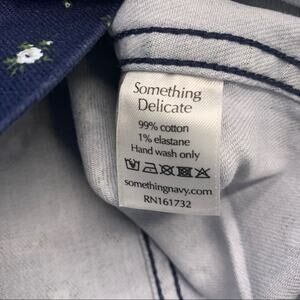 Something
Delicate
99% cotton
1% elastane
Hand wash only
somethingnavy.com
RN161732